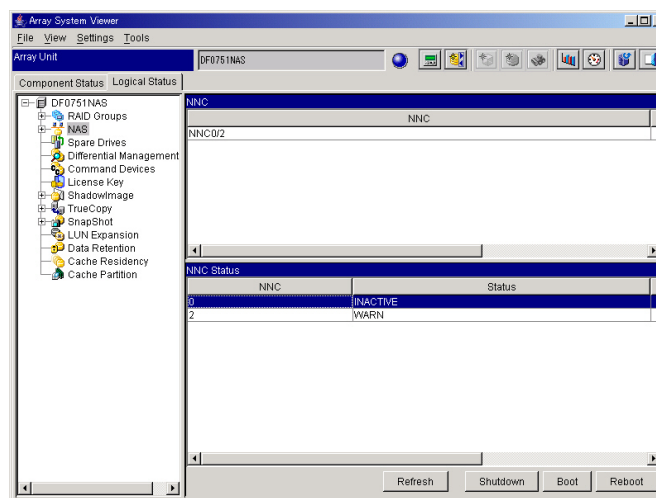 Array System Viewer
File View Settings Tools
Array Unit
DF0751NAS
Component Status
Logical Status
DF0751NAS
RAID Groups
NAS
Spare Drives
Differential Management
Command Devices
License Key
ShadowImage
TrueCopy
SnapShot
LUN Expansion
Data Retention
Cache Residency
Cache Partition
NNC
NNC
NNC0/2
NNC Status
NNC Status
0 INACTIVE
2 WARN
Refresh Shutdown Boot Reboot